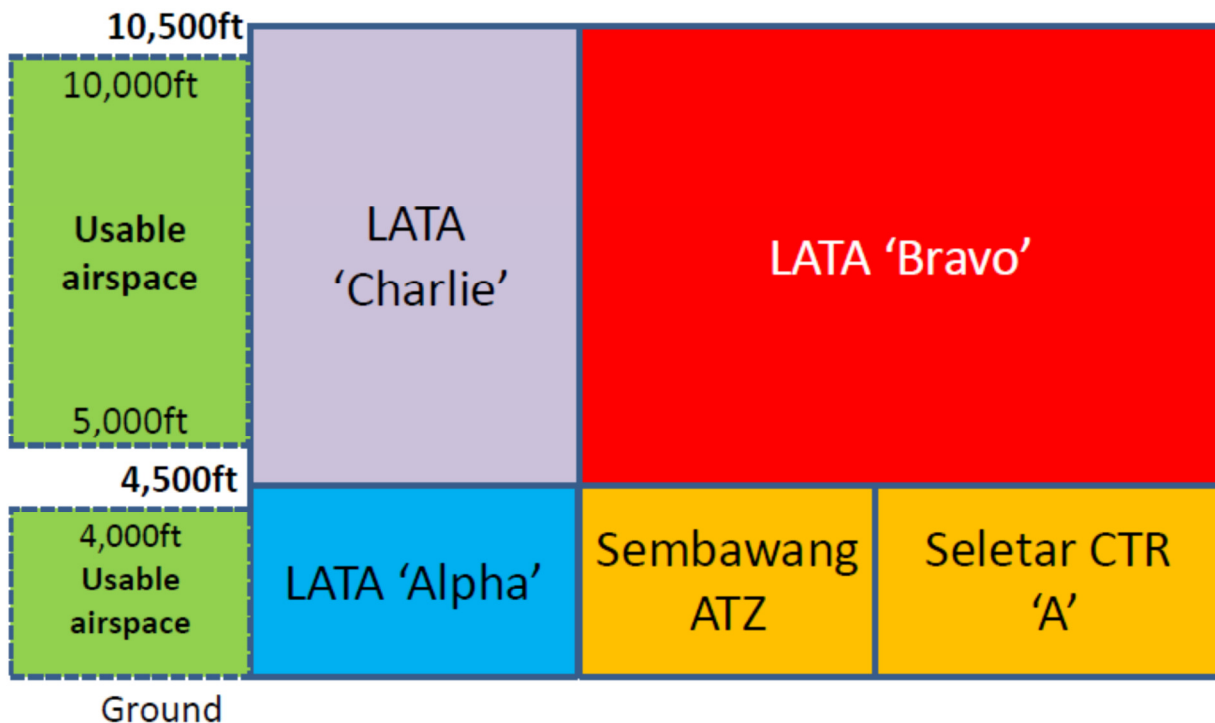 10,500ft
10,000ft
Usable
airspace
5,000ft
4,500ft
4,000ft
Usable
airspace
Ground
LATA
‘Charlie’
LATA ‘Bravo’
LATA ‘Alpha’
Sembawang
ATZ
Seletar CTR
‘A’